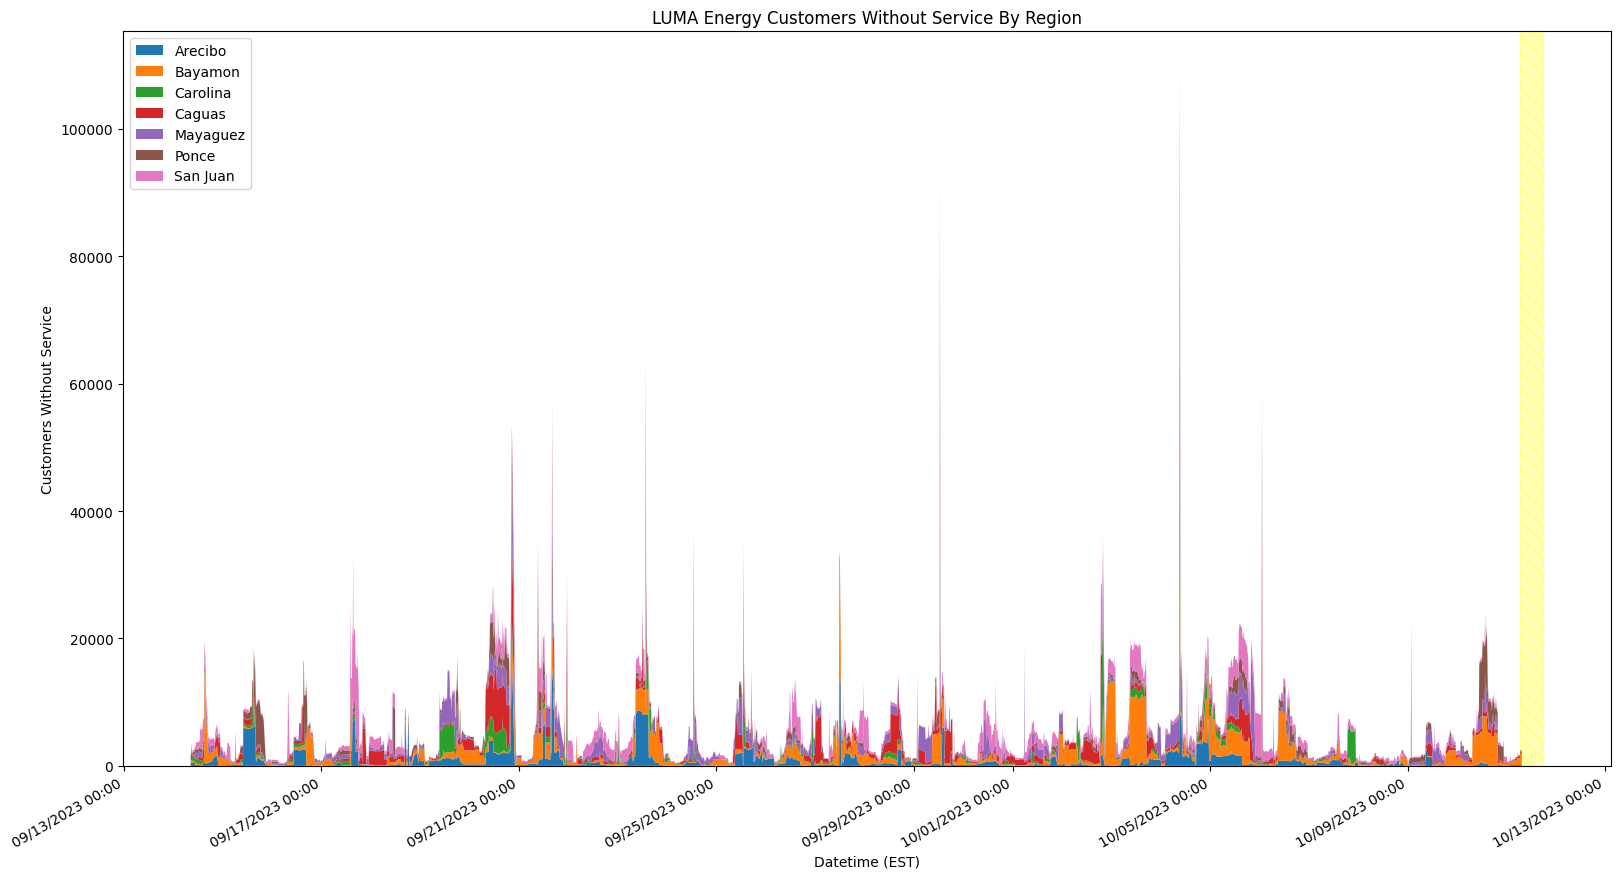 LUMA Energy Customers Without Service By Region
Arecibo
Bayamon
Carolina
Caguas
Mayaguez
Ponce
San Juan
100000
80000
60000
40000
20000
0
Customers Without Service
09/13/2023 00:00
09/17/2023 00:00
09/21/2023 00:00
09/25/2023 00:00
09/29/2023 00:00
10/01/2023 00:00
10/05/2023 00:00
10/09/2023 00:00
10/13/2023 00:00
Datetime (EST)